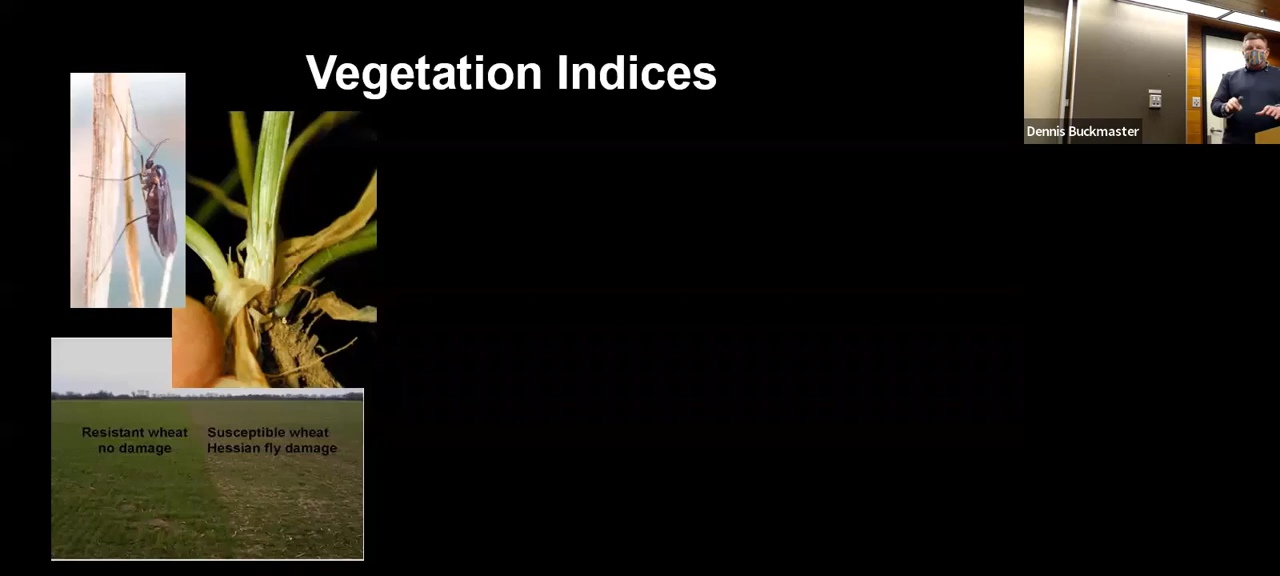 Vegetation Indices
Dennis Buckmaster
Resistant wheat
no damage
Susceptible wheat
Hessian fly damage